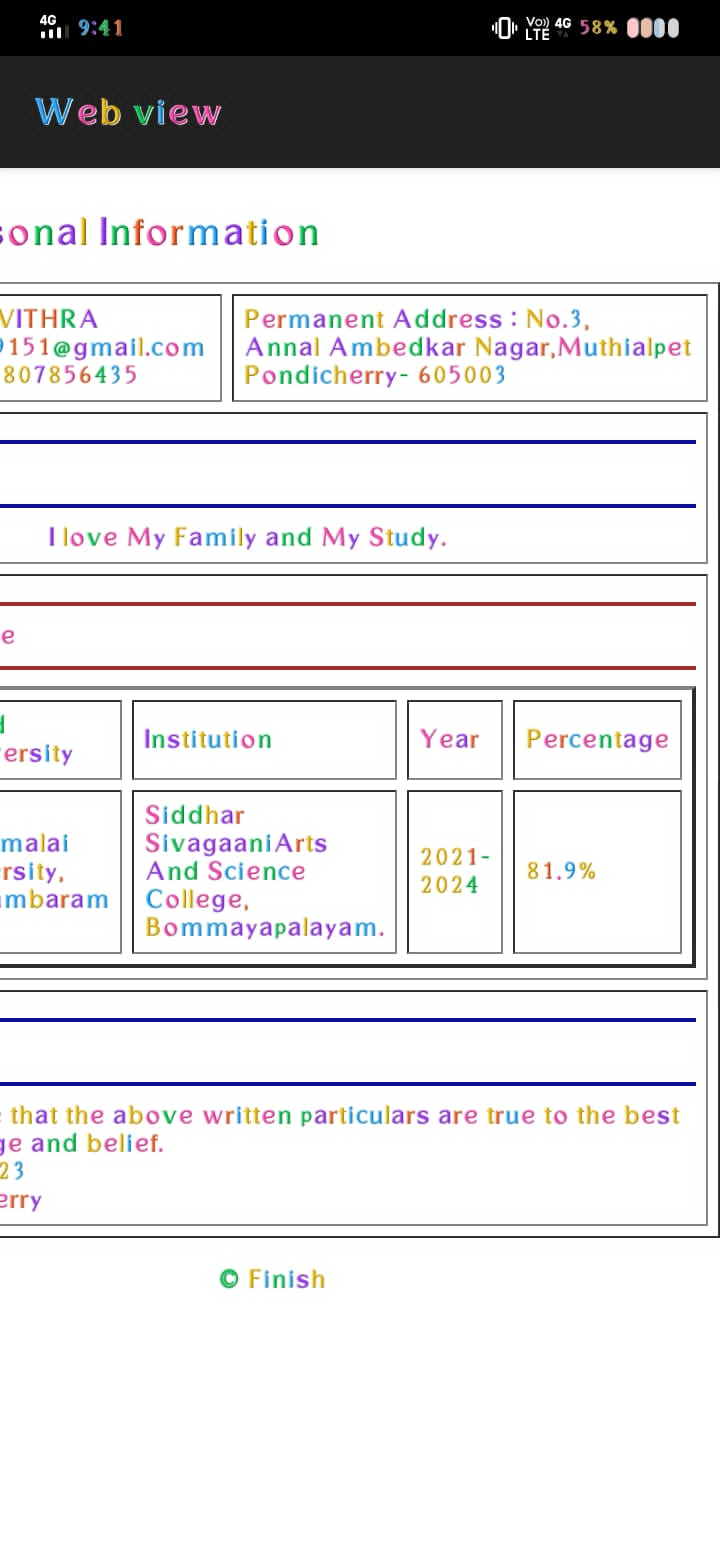 4G 9:41 Vo)) LTE 4G 58%
Web view
sonal Information
VITHRA
151@gmail.com
807856435
Permanent Address : No.3,
Annal Ambedkar Nagar,Muthialpet
Pondicherry- 605003
I love My Family and My Study.
e
ersity
Institution
Year
Percentage
malai
rsity,
mbaram
Siddhar
SivagaaniArts
And Science
College,
Bommayapalayam.
2021-
2024
81.9%
that the above written particulars are true to the best
ge and belief.
23
erry
© Finish